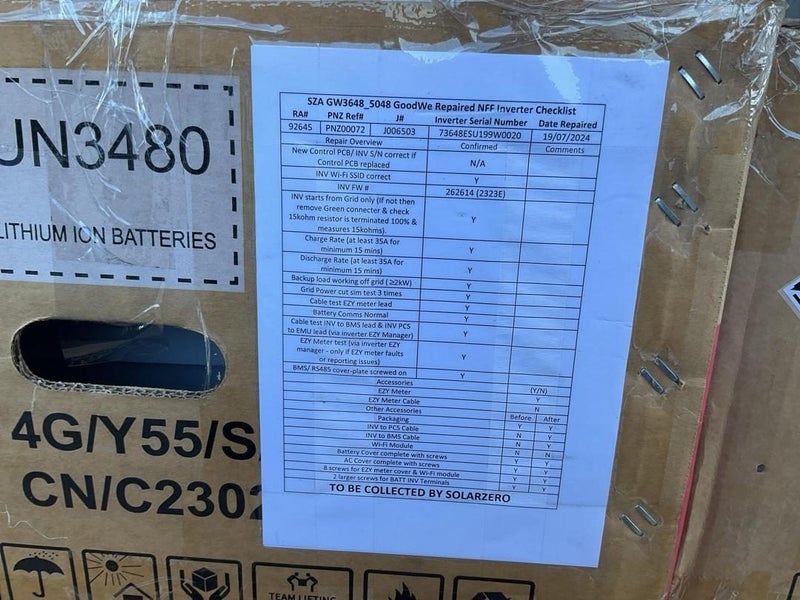 UN3480
LITHIUM ION BATTERIES
4G/Y55/S
CN/C2302
TEAM LIFTING
SZA GW3648_5048 GoodWe Repaired NFF Inverter Checklist
RA# PNZ Ref# J# Inverter Serial Number Date Repaired
92645 PNZ00072 J006503 73648ESU199W0020 19/07/2024
Repair Overview Confirmed Comments
New Control PCB/ INV S/N correct if
Control PCB replaced N/A
INV Wi-Fi SSID correct Y
INV FW # 262614 (2323E)
INV starts from Grid only (If not then
remove Green connecter & check
15kohm resistor is terminated 100% &
measures 15kohms). Y
Charge Rate (at least 35A for
minimum 15 mins) Y
Discharge Rate (at least 35A for
minimum 15 mins) Y
Backup load working off grid (≥2kW) Y
Grid Power cut sim test 3 times Y
Cable test EZY meter lead Y
Battery Comms Normal Y
Cable test INV to BMS lead & INV PCS
to EMU lead (via inverter EZY Manager) Y
EZY Meter test (via inverter EZY
manager - only if EZY meter faults
or reporting issues) Y
BMS/ RS485 cover-plate screwed on Y
Accessories (Y/N)
EZY Meter Y
EZY Meter Cable N
Other Accessories
Packaging Before After
INV to PCS Cable Y Y
INV to BMS Cable N Y
Wi-Fi Module N Y
Battery Cover complete with screws N N
AC Cover complete with screws Y Y
8 screws for EZY meter cover & Wi-Fi module Y Y
2 larger screws for BATT INV Terminals Y Y
TO BE COLLECTED BY SOLARZERO